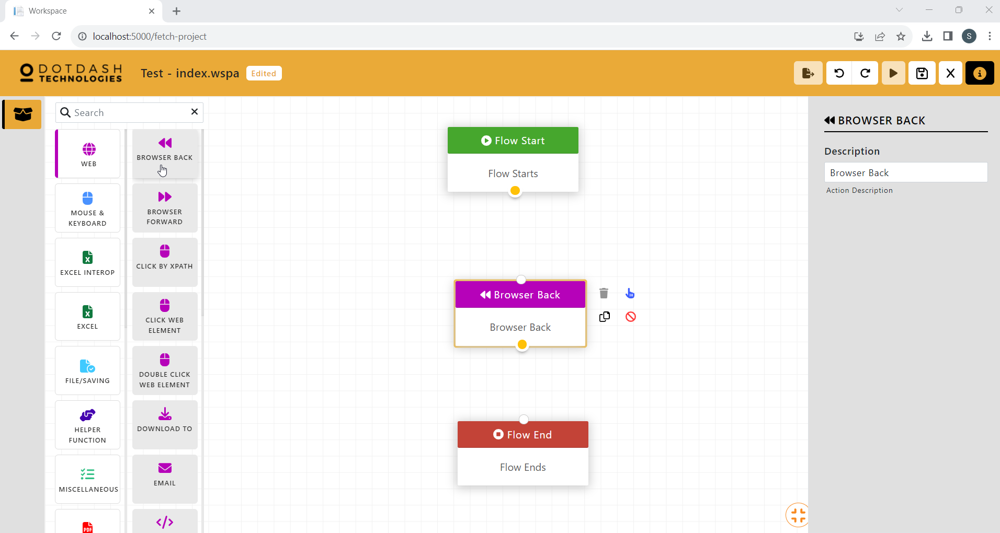 Workspace
localhost:5000/fetch-project
S
DOTDASH
TECHNOLOGIES
Test - index.wspa
Edited
Search
WEB
MOUSE &
KEYBOARD
EXCEL INTEROP
EXCEL
FILE/SAVING
HELPER
FUNCTION
MISCELLANEOUS
PDF
BROWSER BACK
BROWSER
FORWARD
CLICK BY XPATH
CLICK WEB
ELEMENT
DOUBLE CLICK
WEB ELEMENT
DOWNLOAD TO
EMAIL
Flow Start
Flow Starts
Browser Back
Browser Back
Flow End
Flow Ends
BROWSER BACK
Description
Browser Back
Action Description